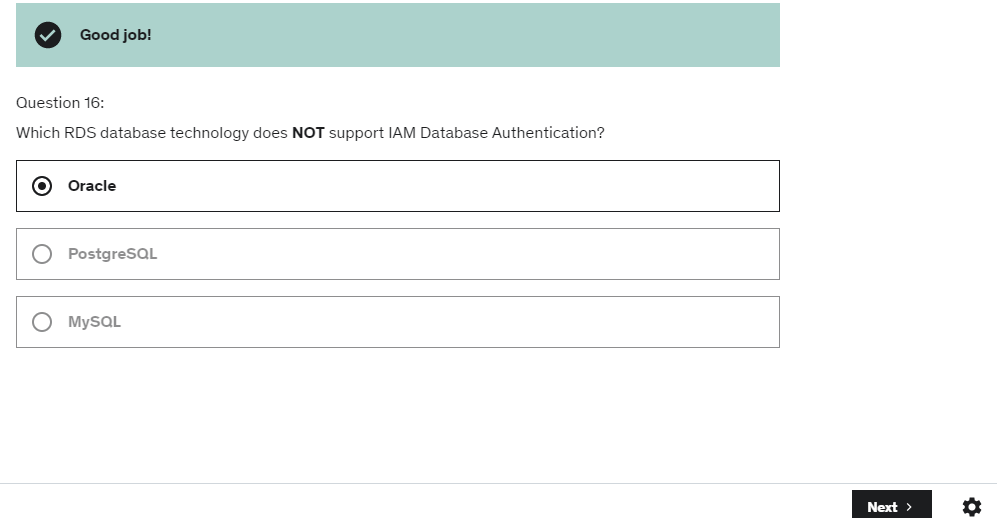 Good job!
Question 16:
Which RDS database technology does NOT support IAM Database Authentication?
Oracle
PostgreSQL
MySQL
Next